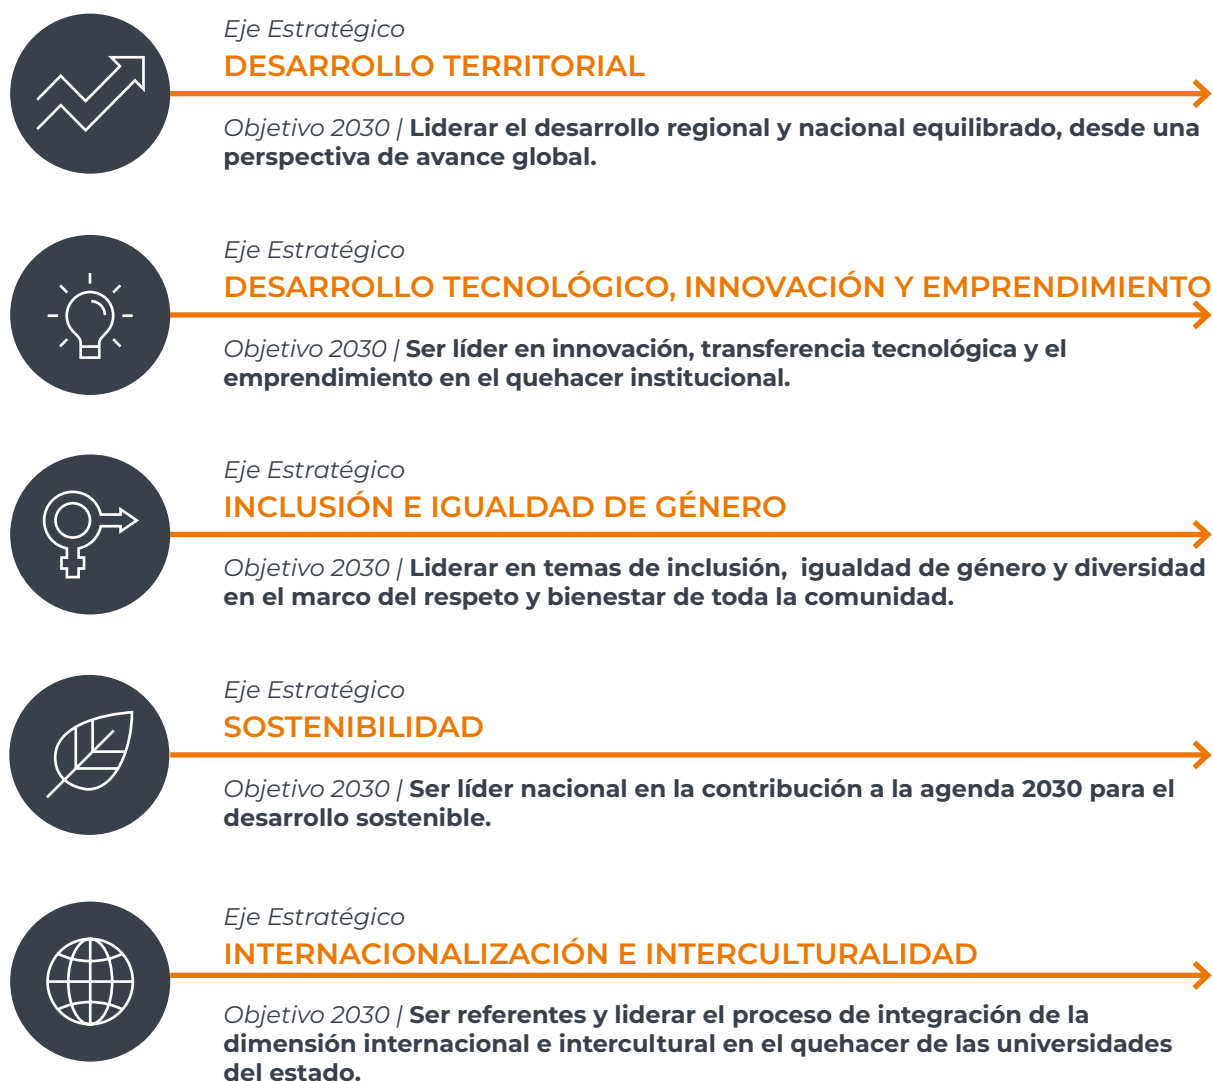 Eje Estratégico
DESARROLLO TERRITORIAL
Objetivo 2030 | Liderar el desarrollo regional y nacional equilibrado, desde una
perspectiva de avance global.
Eje Estratégico
DESARROLLO TECNOLÓGICO, INNOVACIÓN Y EMPRENDIMIENTO
Objetivo 2030 | Ser líder en innovación, transferencia tecnológica y el
emprendimiento en el quehacer institucional.
Eje Estratégico
INCLUSIÓN E IGUALDAD DE GÉNERO
Objetivo 2030 | Liderar en temas de inclusión,  igualdad de género y diversidad
en el marco del respeto y bienestar de toda la comunidad.
Eje Estratégico
SOSTENIBILIDAD
Objetivo 2030 | Ser líder nacional en la contribución a la agenda 2030 para el
desarrollo sostenible.
Eje Estratégico
INTERNACIONALIZACIÓN E INTERCULTURALIDAD
Objetivo 2030 | Ser referentes y liderar el proceso de integración de la
dimensión internacional e intercultural en el quehacer de las universidades
del estado.